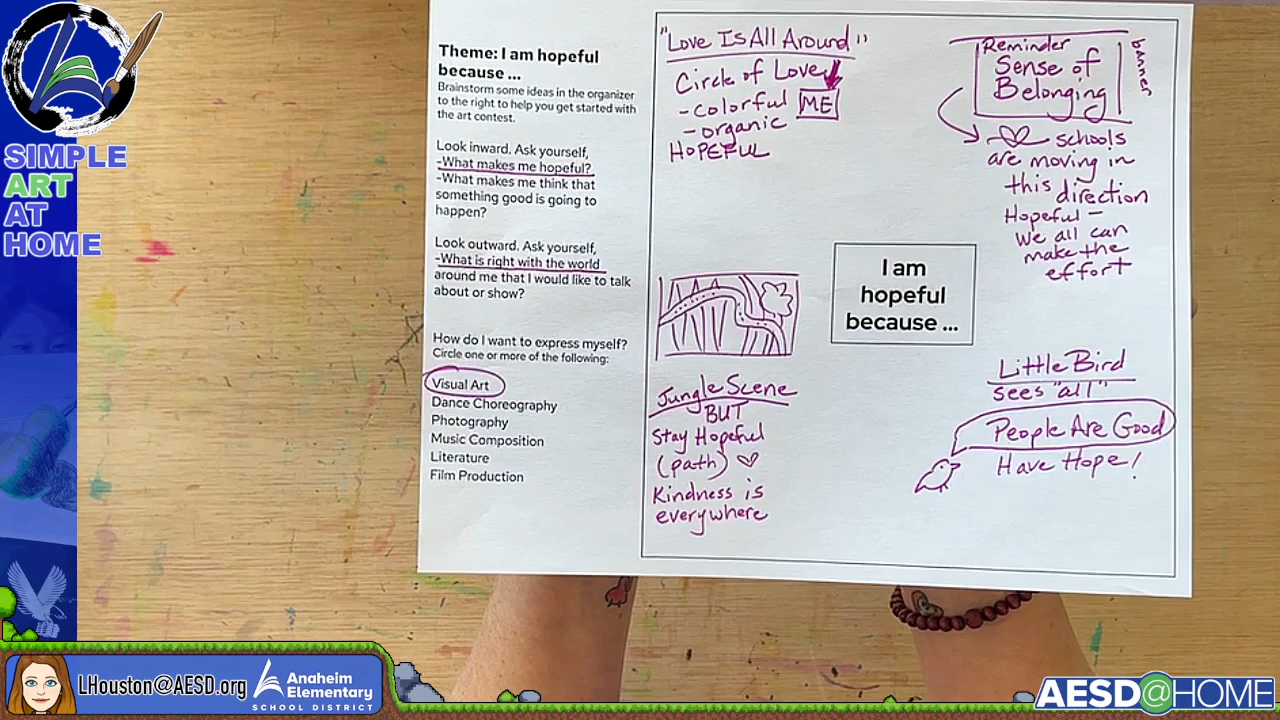 SIMPLE
ART
AT
HOME
Theme: I am hopeful
because ...
Brainstorm some ideas in the organizer
to the right to help you get started with
the art contest.
Look inward. Ask yourself,
-What makes me hopeful?
-What makes me think that
something good is going to
happen?
Look outward. Ask yourself,
-What is right with the world
around me that I would like to talk
about or show?
How do I want to express myself?
Circle one or more of the following:
Visual Art
Dance Choreography
Photography
Music Composition
Literature
Film Production
"Love Is All Around"
Circle of Love
-colorful ME
-organic
HOPEFUL
Reminder
Sense of
Belonging
banner
schools
are moving in
this direction
Hopeful -
we all can
make the
effort
I am
hopeful
because ...
Jungle Scene
BUT
Stay Hopeful
(path)
Kindness is
everywhere
Little Bird
sees "all"
People Are Good
Have Hope!
LHouston@AESD.org
Anaheim
Elementary
SCHOOL DISTRICT
AESD@HOME